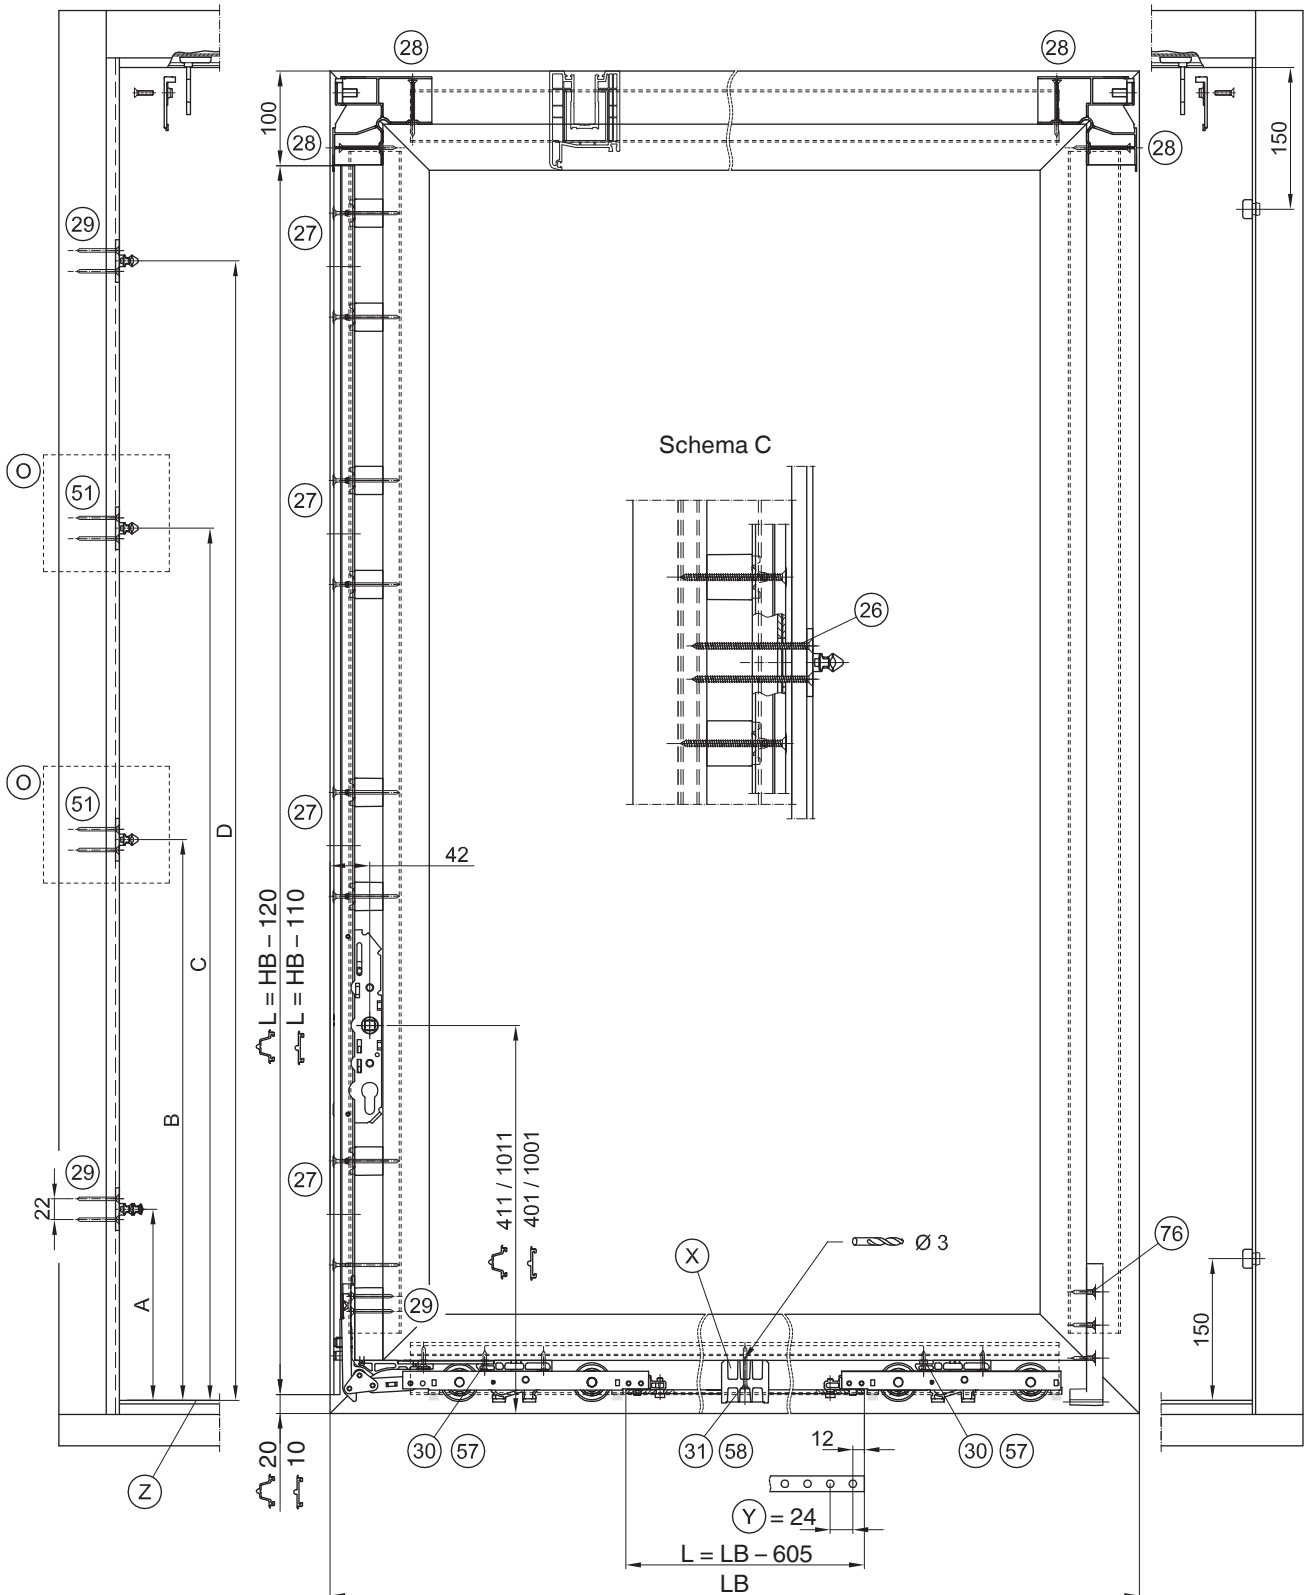 28
28
100
28
28
150
29
27
Schema C
O
51
27
26
O
51
27
D
42
L = HB – 120
L = HB – 110
C
B
411 / 1011
401 / 1001
29
22
27
A
29
X
Ø 3
76
150
20
10
30 57
31 58
12
30 57
Z
Y = 24
L = LB – 605
LB